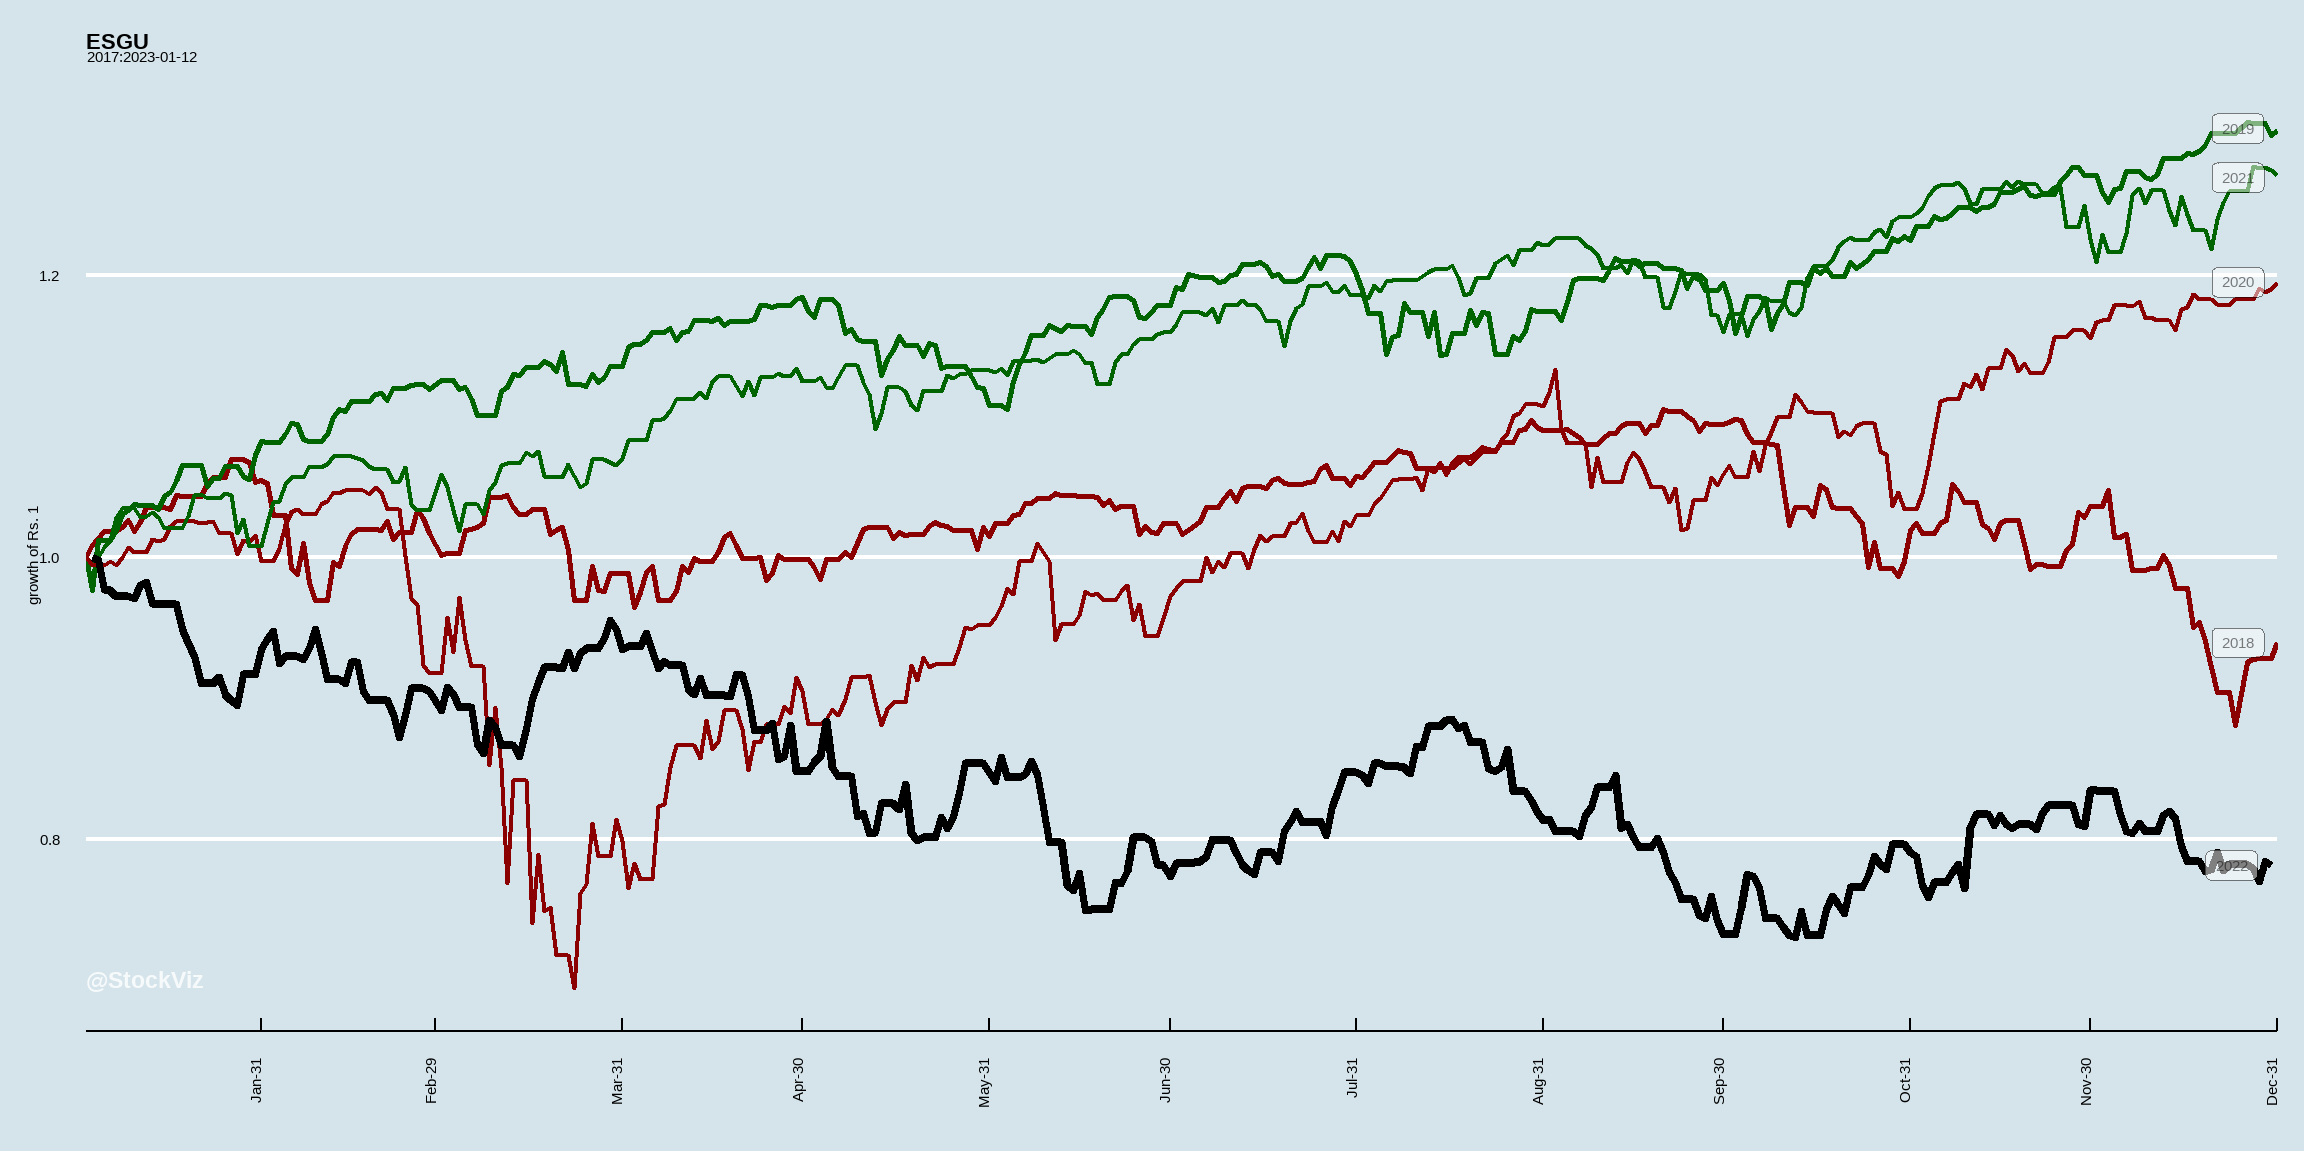 ESGU
2017:2023-01-12
2019
2021
1.2
2020
growth of Rs. 1
1.0
2018
0.8
2022
@StockViz
Jan-31
Feb-29
Mar-31
Apr-30
May-31
Jun-30
Jul-31
Aug-31
Sep-30
Oct-31
Nov-30
Dec-31